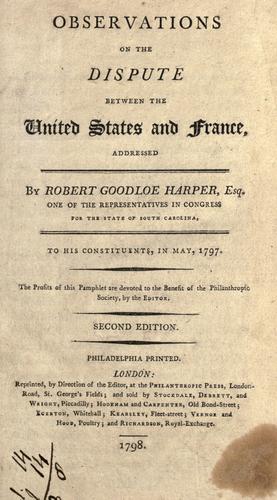 OBSERVATIONS
ON THE
DISPUTE
BETWEEN THE
United States and France,
ADDRESSED
By ROBERT GOODLOE HARPER, Esq.
ONE OF THE REPRESENTATIVES IN CONGRESS
FOR THE STATE OF SOUTH CAROLINA,
TO HIS CONSTITUENTS, IN MAY, 1797.
The Profits of this Pamphlet are devoted to the Benefit of the Philanthropic
Society, by the EDITOR.
SECOND EDITION.
PHILADELPHIA PRINTED.
LONDON:
Reprinted, by Direction of the Editor, at the PHILANTHROPIC PRESS, London-
Road, St. George's Fields; and sold by STOCKDALE, DEBRETT, and
WRIGHT, Piccadilly; HOOKHAM and CARPENTER, Old Bond-Street;
EGERTON, Whitehall; KEARSLEY, Fleet-street; VERNOR and
HOOD, Poultry; and RICHARDSON, Royal-Exchange.
1798.